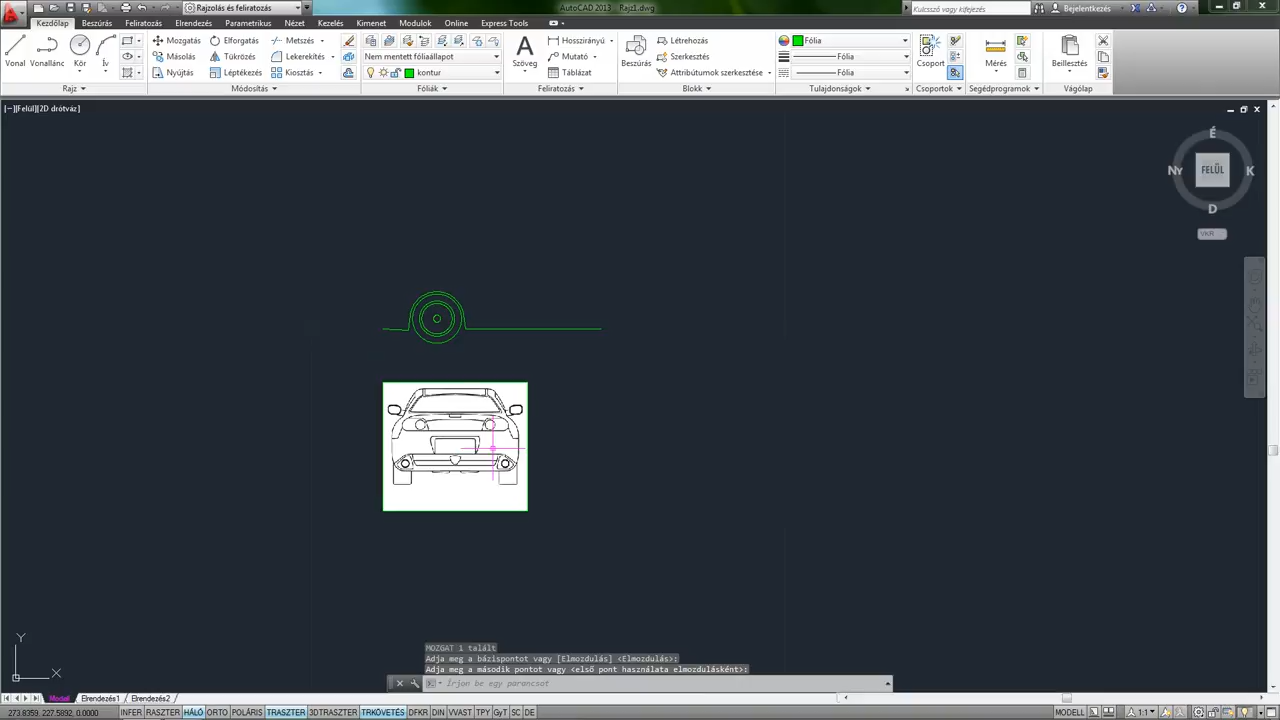 Rajzolás és feliratozás
AutoCAD 2013 Rajz1.dwg
Kulcsszó vagy kifejezés
Bejelentkezés
Kezdőlap Beszúrás Feliratozás Elrendezés Parametrikus Nézet Kezelés Kimenet Modulok Online Express Tools
Vonal Vonallánc Kör Ív
Mozgatás Elforgatás Metszés
Másolás Tükrözés Lekerekítés
Nyújtás Léptékezés Kiosztás
Nem mentett fóliaállapot
kontur
Szöveg
Hosszirányú
Mutató
Táblázat
Beszúrás
Létrehozás
Szerkesztés
Attribútumok szerkesztése
Fólia
Fólia
Fólia
Csoport
Mérés
Beillesztés
Rajz Módosítás Fóliák Feliratozás Blokk Tulajdonságok Csoportok Segédprogramok Vágólap
[−][Felül][2D drótváz]
É
NY FELÜL K
D
VKR
MOZGAT 1 talált
Adja meg a bázispontot vagy [Elmozdulás] <Elmozdulás>:
Adja meg a második pontot vagy <első pont használata elmozdulásként>:
Írjon be egy parancsot
Y
X
Modell Elrendezés1 Elrendezés2
273.8359, 227.5892, 0.0000 INFER RASZTER HÁLÓ ORTO POLÁRIS TRASZTER 3DTRASZTER TRKÖVETÉS DFKR DIN VVAST TPY GyT SC DE MODELL 1:1